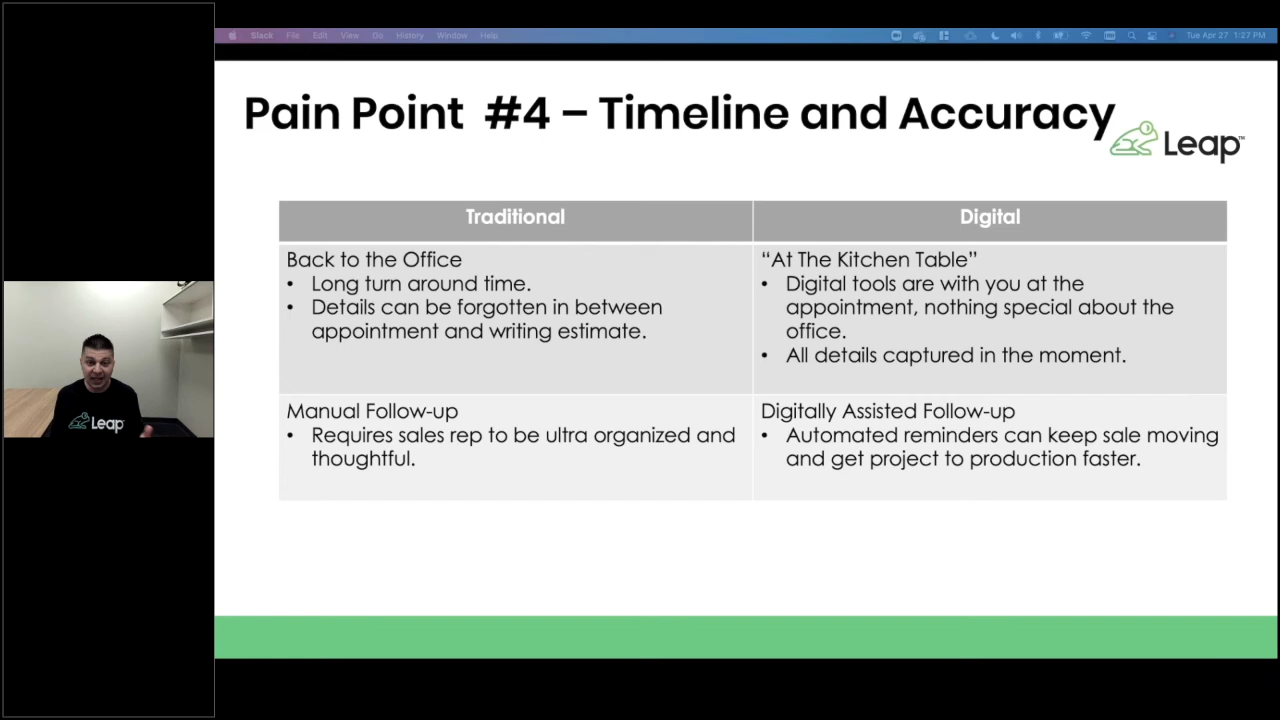 Slack File Edit View Go History Window Help Tue Apr 27 1:27 PM
Pain Point #4 – Timeline and Accuracy
Leap™
Traditional
Digital
Back to the Office
• Long turn around time.
• Details can be forgotten in between
appointment and writing estimate.
“At The Kitchen Table”
• Digital tools are with you at the
appointment, nothing special about the
office.
• All details captured in the moment.
Manual Follow-up
• Requires sales rep to be ultra organized and
thoughtful.
Digitally Assisted Follow-up
• Automated reminders can keep sale moving
and get project to production faster.
Leap